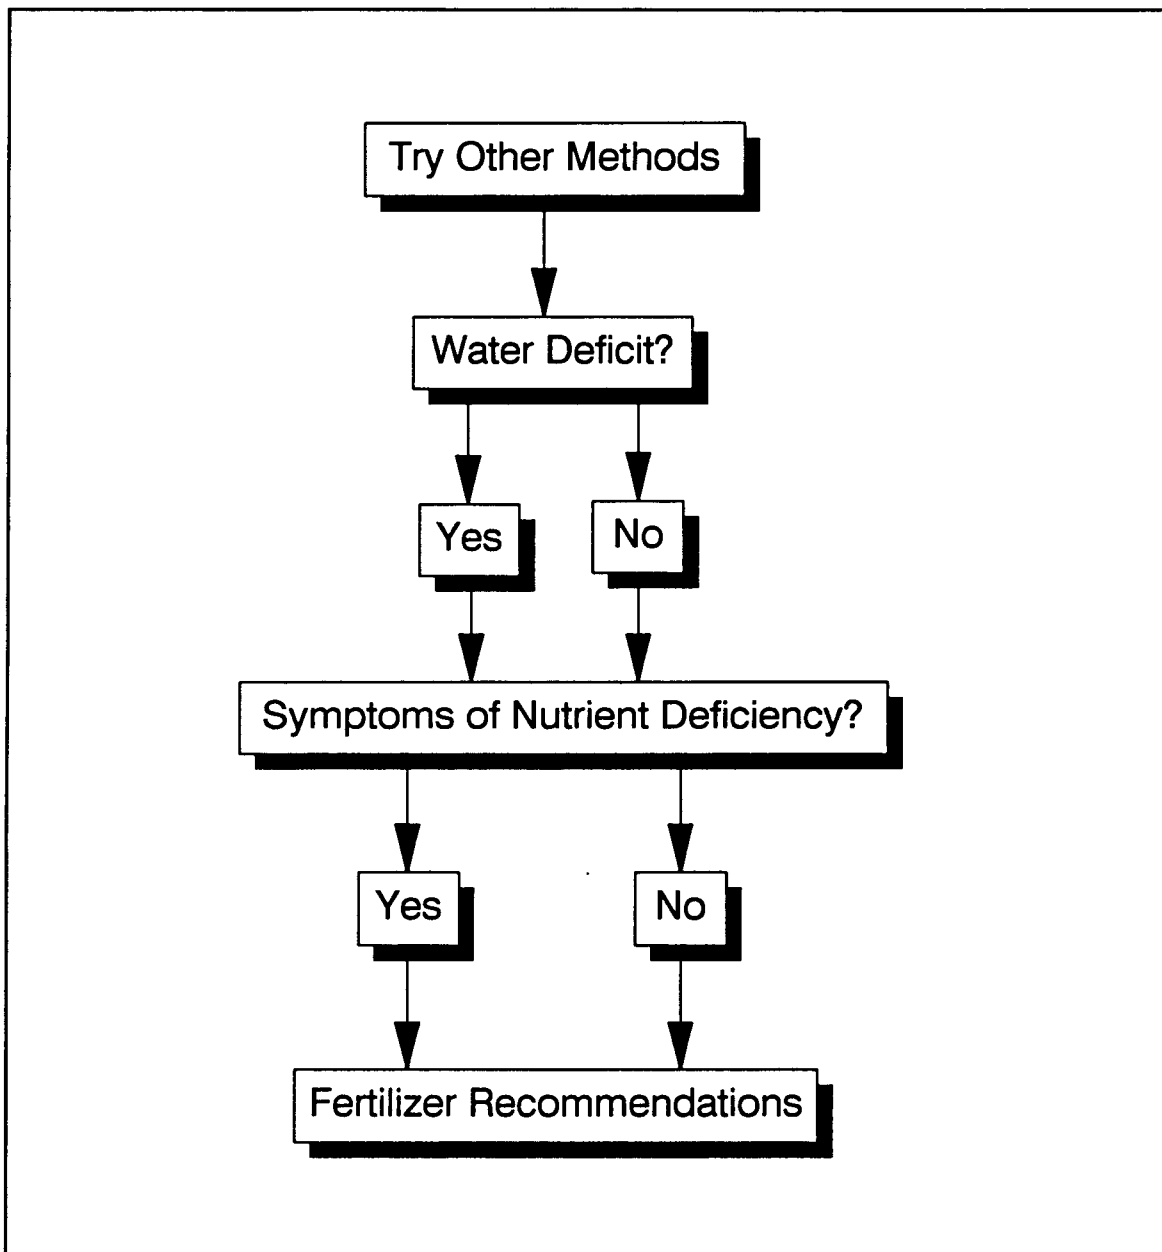 Try Other Methods
Water Deficit?
Yes
No
Symptoms of Nutrient Deficiency?
Yes
No
Fertilizer Recommendations